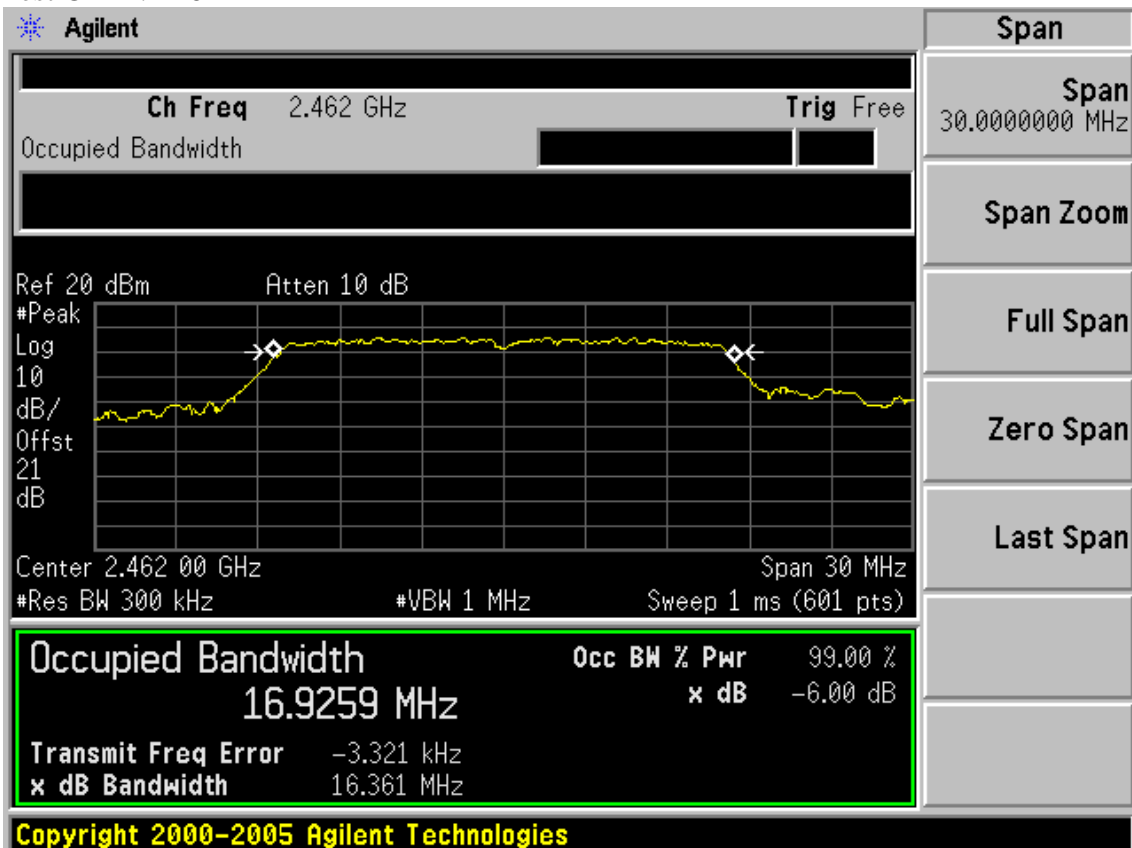 Agilent
Span
Ch Freq 2.462 GHz Trig Free
Occupied Bandwidth
Span
30.0000000 MHz
Span Zoom
Full Span
Zero Span
Last Span
Ref 20 dBm Atten 10 dB
#Peak
Log
10
dB/
Offst
21
dB
Center 2.462 00 GHz Span 30 MHz
#Res BW 300 kHz #VBW 1 MHz Sweep 1 ms (601 pts)
Occupied Bandwidth Occ BW % Pwr 99.00 %
16.9259 MHz x dB -6.00 dB
Transmit Freq Error -3.321 kHz
x dB Bandwidth 16.361 MHz
Copyright 2000-2005 Agilent Technologies